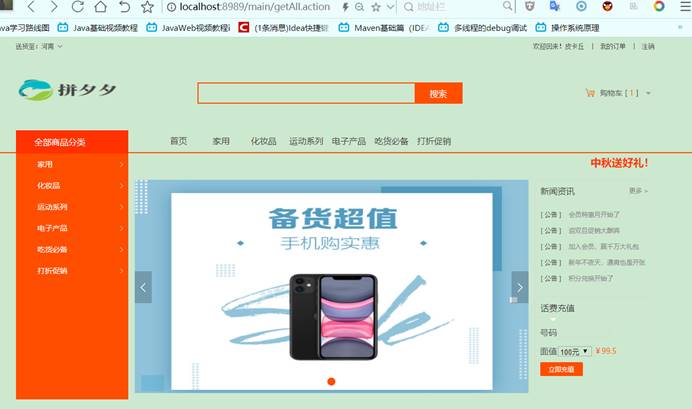 localhost:8989/main/getAll.action
地址栏
va学习路线图 Java基础视频教程 JavaWeb视频教程 (1条消息)Idea快捷键 Maven基础篇（IDEA 多线程的debug调试 操作系统原理
送货至：河南
欢迎回来！皮卡丘 | 我的订单 | 注销
拼夕夕
搜索
购物车 [ 1 ]
全部商品分类
首页 家用 化妆品 运动系列 电子产品 吃货必备 打折促销
中秋送好礼！
家用
化妆品
运动系列
电子产品
吃货必备
打折促销
备货超值
手机购实惠
新闻资讯
更多 >
[ 公告 ] 会员特惠月开始了
[ 公告 ] 迎双旦促销大酬宾
[ 公告 ] 加入会员，赢千万大礼包
[ 公告 ] 新年不夜天，通宵也是开张
[ 公告 ] 积分兑换开始了
话费充值
号码
面值 100元 ￥99.5
立即充值